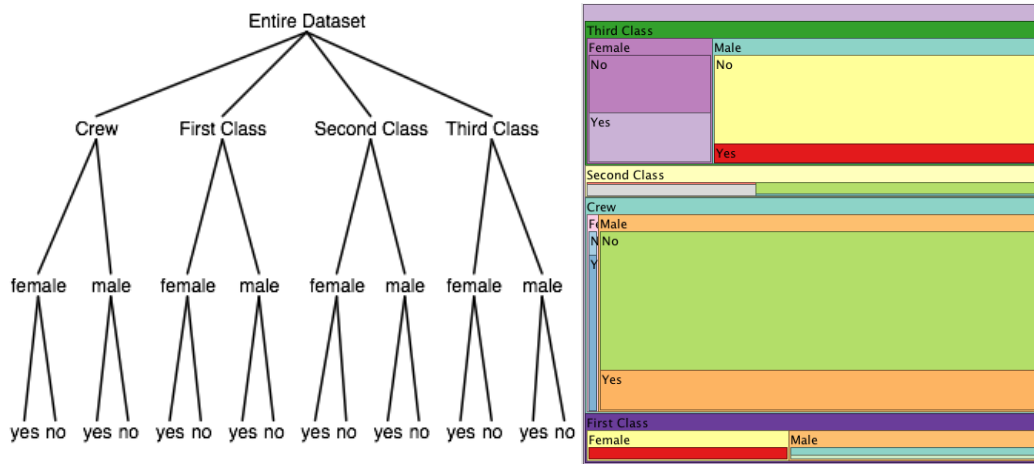 Entire Dataset
Crew First Class Second Class Third Class
female male female male female male female male
yes no yes no yes no yes no yes no yes no yes no yes no
Third Class
Female Male
No No
Yes
Yes
Second Class
Crew
Fe Male
N No
Y
Yes
First Class
Female Male